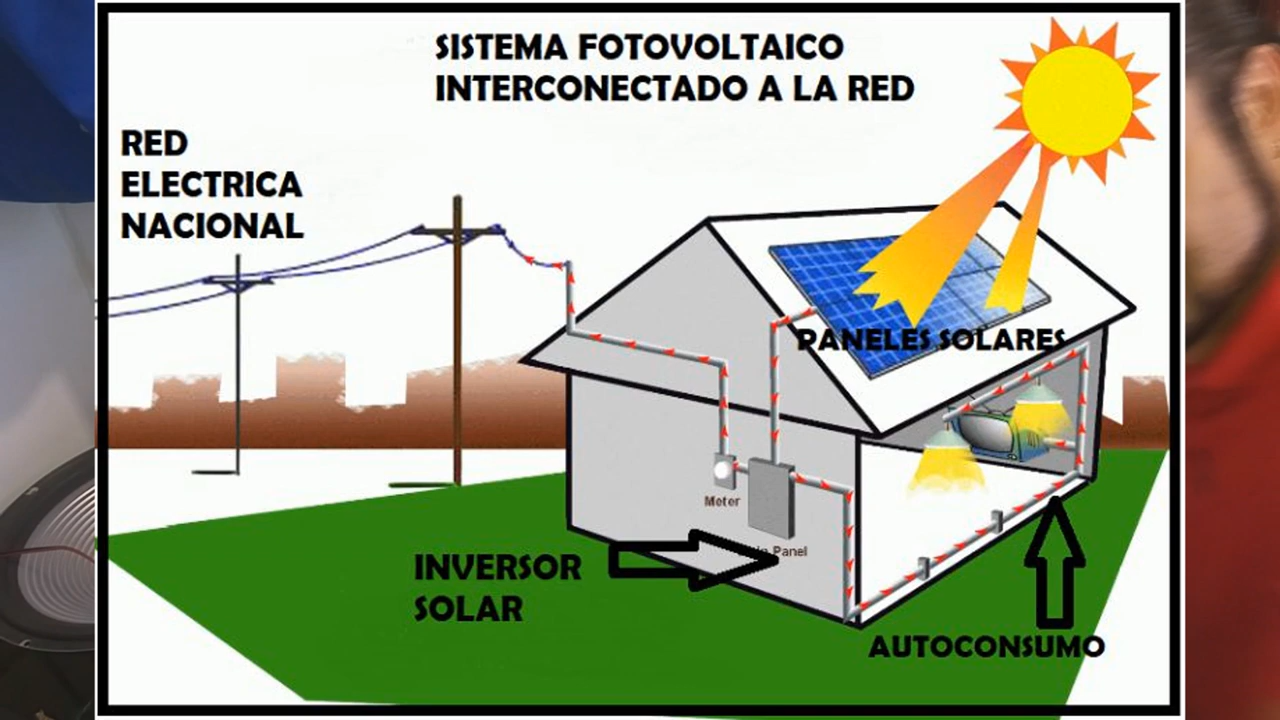 SISTEMA FOTOVOLTAICO
INTERCONECTADO A LA RED
RED
ELECTRICA
NACIONAL
PANELES SOLARES
Meter
Panel
INVERSOR
SOLAR
AUTOCONSUMO